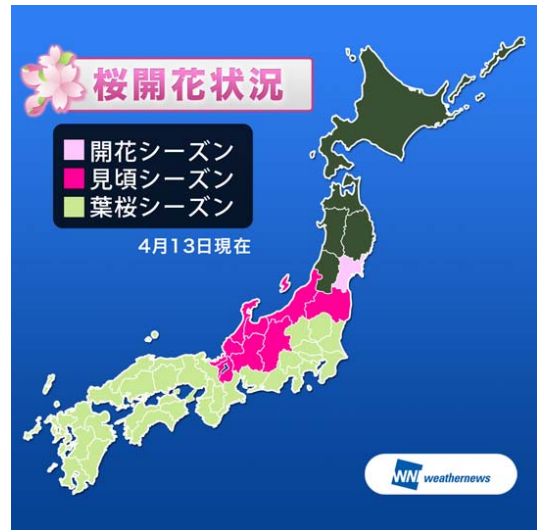 桜開花状況
開花シーズン
見頃シーズン
葉桜シーズン
4月13日現在
WNI weathernews